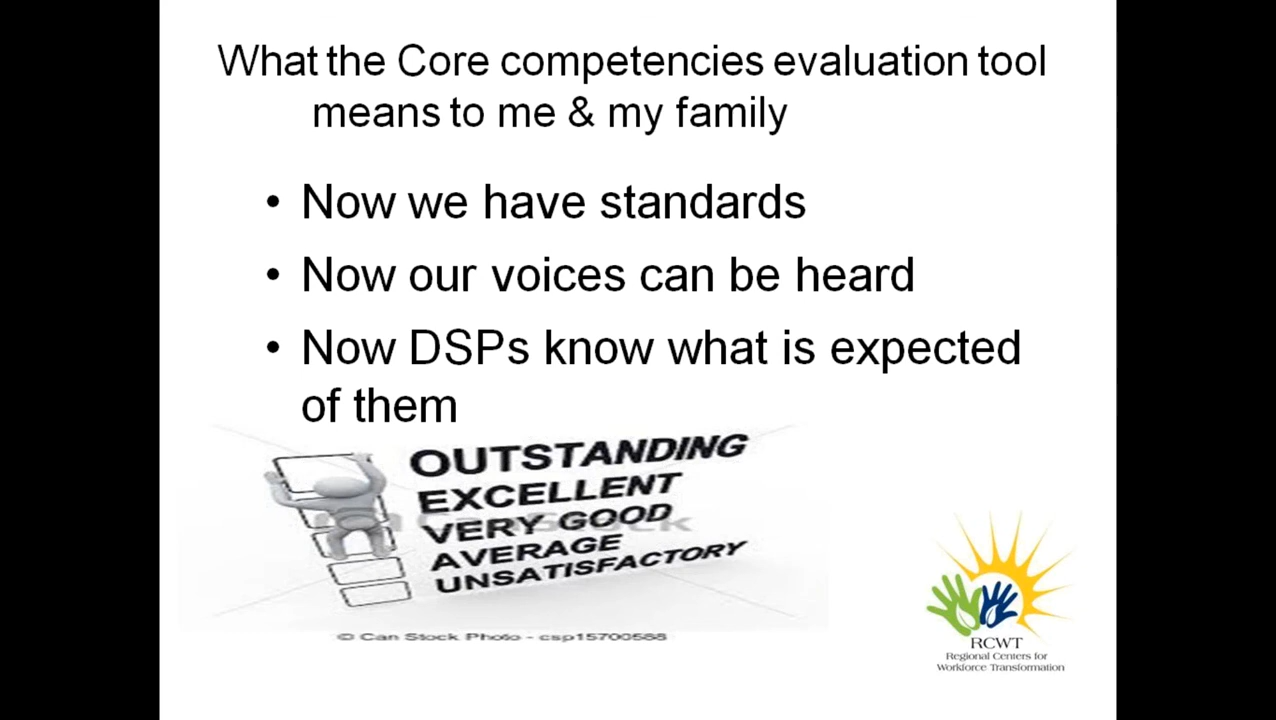 What the Core competencies evaluation tool
means to me & my family
• Now we have standards
• Now our voices can be heard
• Now DSPs know what is expected
of them
OUTSTANDING
EXCELLENT
VERY GOOD
AVERAGE
UNSATISFACTORY
© Can Stock Photo - csp15700588
RCWT
Regional Centers for
Workforce Transformation